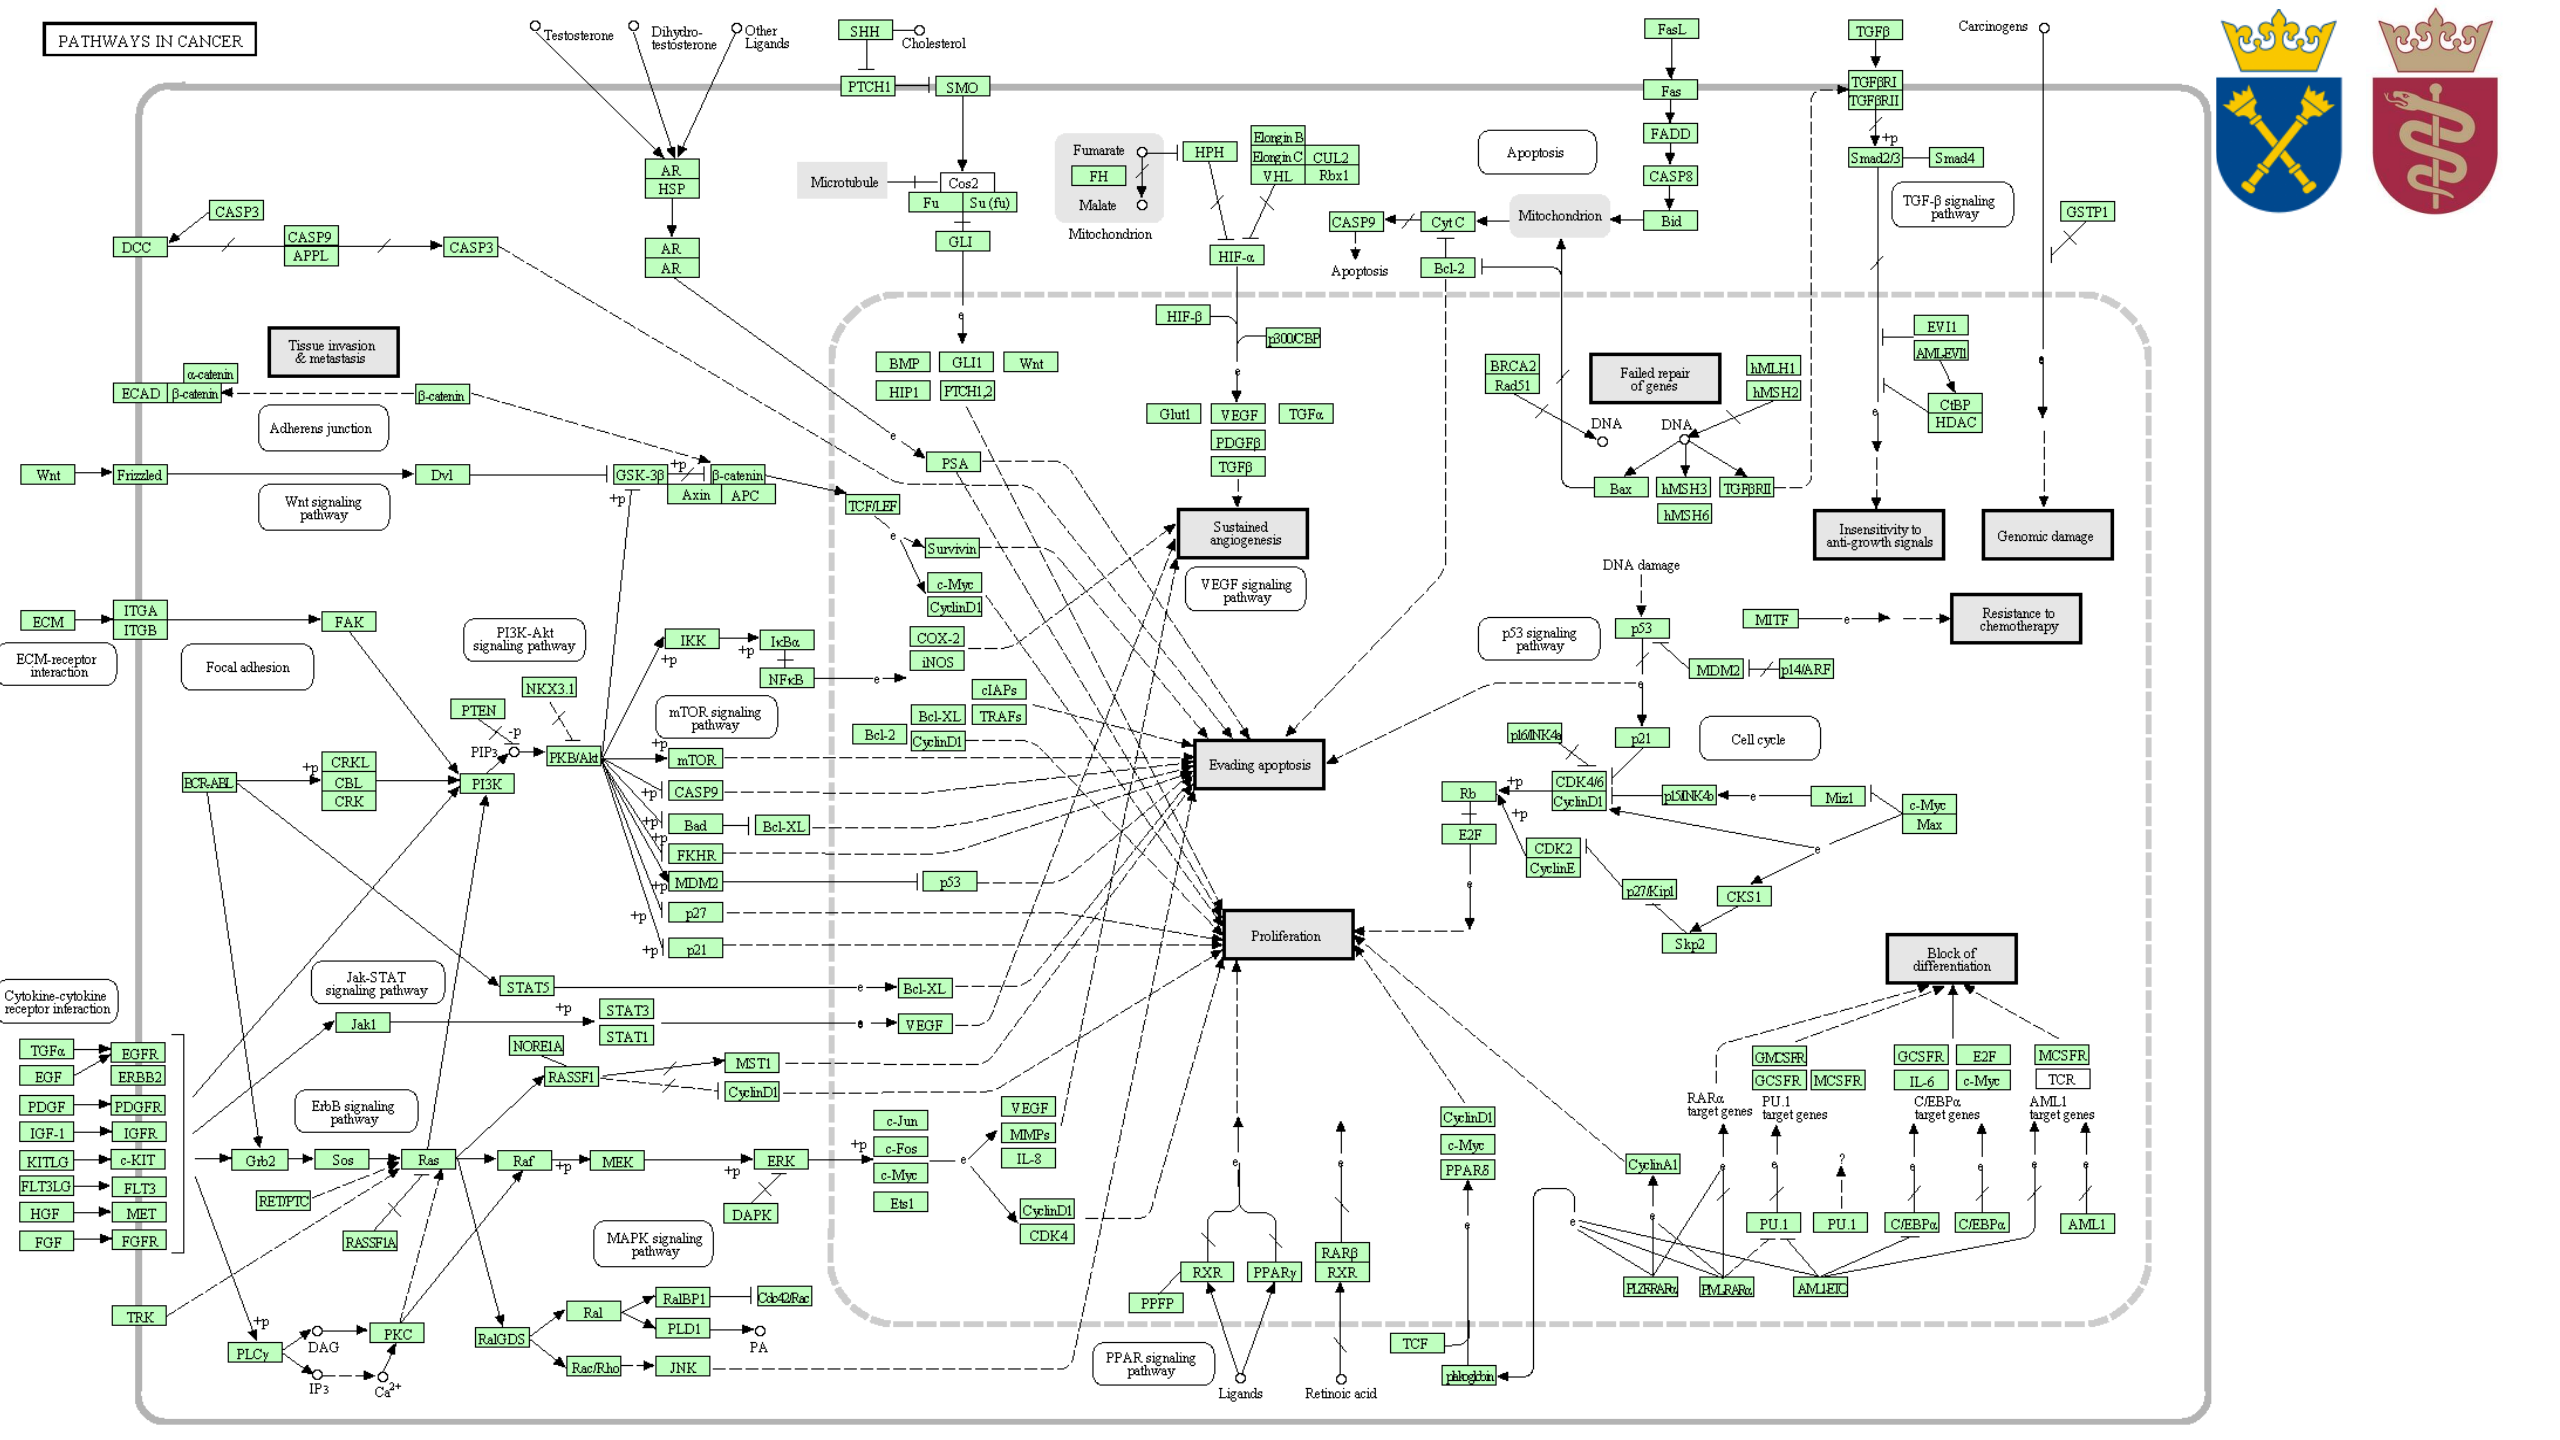 PATHWAYS IN CANCER
Testosterone
Dihydro-
testosterone
Other
Ligands
SHH
Cholesterol
PTCH1
SMO
FasL
Fas
TGFβ
TGFβRI
TGFβRII
Carcinogens
AR
HSP
AR
AR
Microtubule
Cos2
Fu
Su (fu)
GLI
Fumarate
FH
Malate
Mitochondrion
HPH
Elongin B
Elongin C
CUL2
VHL
Rbx1
HIF-α
Apoptosis
FADD
CASP8
Bid
Mitochondrion
Cyt C
CASP9
Apoptosis
Bcl-2
+p
Smad2/3
Smad4
TGF-β signaling
pathway
GSTP1
CASP3
DCC
CASP9
APPL
CASP3
Tissue invasion
& metastasis
α-catenin
ECAD
β-catenin
β-catenin
Adherens junction
e
BMP
GLI1
Wnt
HIP1
PTCH1,2
HIF-β
p300/CBP
e
Glut1
VEGF
TGFα
PDGFβ
TGFβ
BRCA2
Rad51
DNA
Failed repair
of genes
hMLH1
hMSH2
DNA
Bax
hMSH3
TGFβRII
hMSH6
EVI1
AML-EVI1
CtBP
HDAC
e
e
Wnt
Frizzled
Dvl
GSK-3β
+p
β-catenin
Axin
APC
+p
Wnt signaling
pathway
e
PSA
TCF/LEF
e
Survivin
c-Myc
CyclinD1
Sustained
angiogenesis
VEGF signaling
pathway
Insensitivity to
anti-growth signals
Genomic damage
DNA damage
ECM
ITGA
ITGB
FAK
ECM-receptor
interaction
Focal adhesion
PI3K-Akt
signaling pathway
IKK
+p
IκBα
+p
NFκB
e
COX-2
iNOS
p53 signaling
pathway
p53
MDM2
p14/ARF
e
MITF
e
Resistance to
chemotherapy
PTEN
NKX3.1
-p
PIP3
PKB/Akt
mTOR signaling
pathway
cIAPs
Bcl-XL
TRAFs
Bcl-2
CyclinD1
p16/INK4a
p21
Cell cycle
BCR-ABL
+p
CRKL
CBL
CRK
PI3K
+p
mTOR
+p
CASP9
+p
Bad
Bcl-XL
+p
FKHR
+p
MDM2
p53
+p
p27
+p
p21
Evading apoptosis
Rb
+p
CDK4/6
CyclinD1
p15/INK4b
e
Miz1
c-Myc
Max
E2F
+p
CDK2
CyclinE
e
e
p27/Kip1
CKS1
Skp2
Proliferation
Block of
differentiation
Cytokine-cytokine
receptor interaction
Jak-STAT
signaling pathway
STAT5
e
Bcl-XL
Jak1
+p
STAT3
STAT1
e
VEGF
TGFα
EGFR
EGF
ERBB2
PDGF
PDGFR
IGF-1
IGFR
KITLG
c-KIT
FLT3LG
FLT3
HGF
MET
FGF
FGFR
NORE1A
RASSF1
MST1
CyclinD1
ErbB signaling
pathway
Grb2
Sos
Ras
Raf
+p
MEK
+p
ERK
+p
DAPK
RET/PTC
RASSF1A
MAPK signaling
pathway
c-Jun
c-Fos
c-Myc
Ets1
e
VEGF
MMPs
IL-8
CyclinD1
CDK4
TRK
+p
PLCγ
DAG
IP3
Ca2+
PKC
RalGDS
Ral
RalBP1
Cdc42/Rac
PLD1
PA
Rac/Rho
JNK
e
e
RXR
PPARγ
PPFP
RARβ
RXR
PPAR signaling
pathway
Ligands
Retinoic acid
CyclinD1
c-Myc
PPARδ
e
TCF
CyclinA1
e
e
RARα
target genes
GMCSFR
GCSFR
MCSFR
PU.1
target genes
GCSFR
E2F
IL-6
c-Myc
C/EBPα
target genes
MCSFR
TCR
AML1
target genes
e
e
?
e
e
e
e
PU.1
PU.1
C/EBPα
C/EBPα
AML1
PLZF-RARα
PML-RARα
AML1-ETO